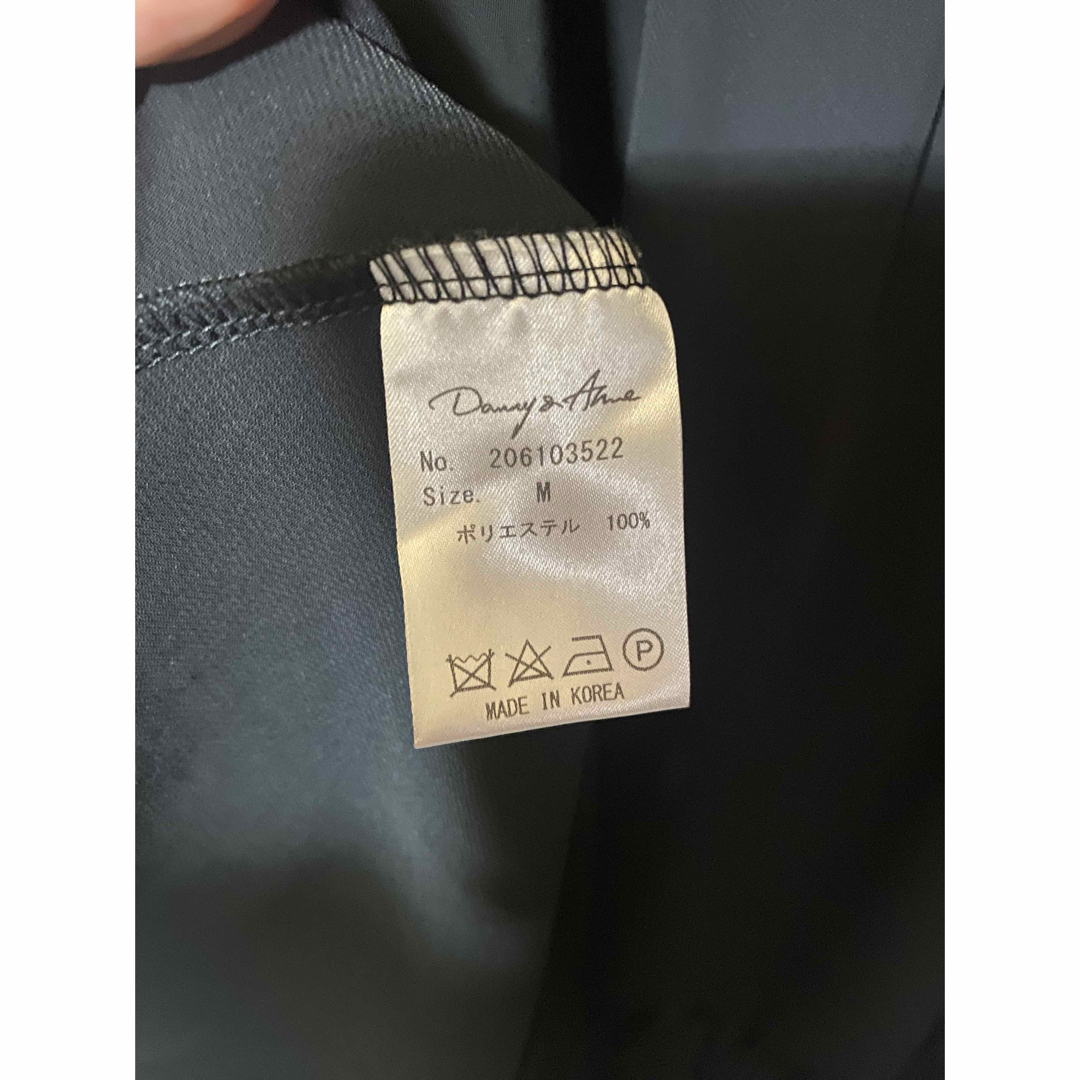 Danny & Anne
No. 206103522
Size. M
ポリエステル 100%
P
MADE IN KOREA